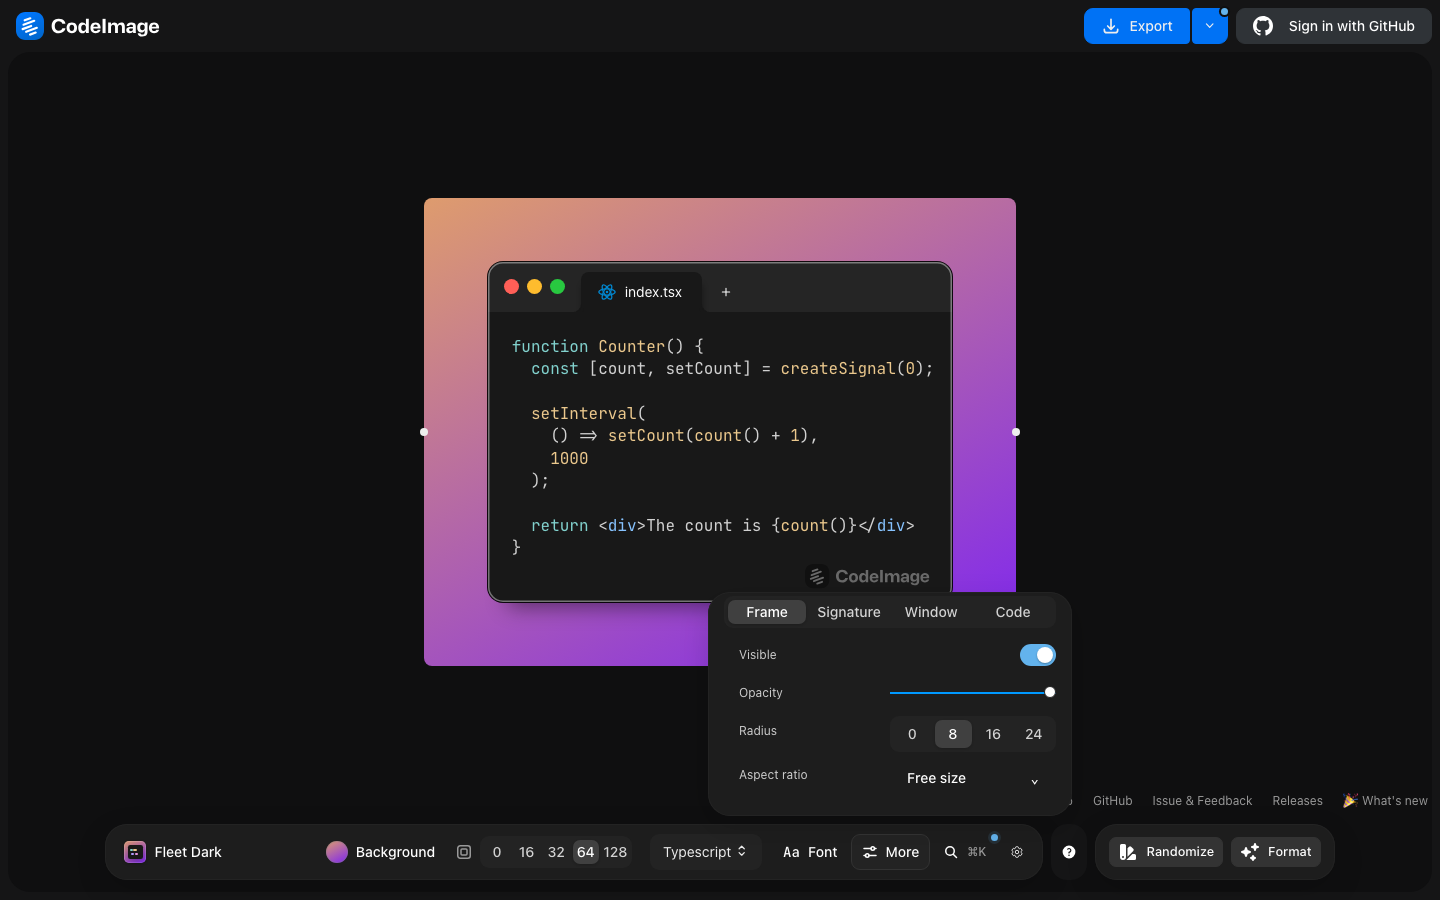 CodeImage
Export
Sign in with GitHub
index.tsx +
function Counter() {
const [count, setCount] = createSignal(0);
setInterval(
() => setCount(count() + 1),
1000
);
return <div>The count is {count()}</div>
}
CodeImage
Frame Signature Window Code
Visible
Opacity
Radius 0 8 16 24
Aspect ratio Free size
GitHub Issue & Feedback Releases 🎉 What's new
Fleet Dark Background 0 16 32 64 128 Typescript Aa Font More ⌘K Randomize Format